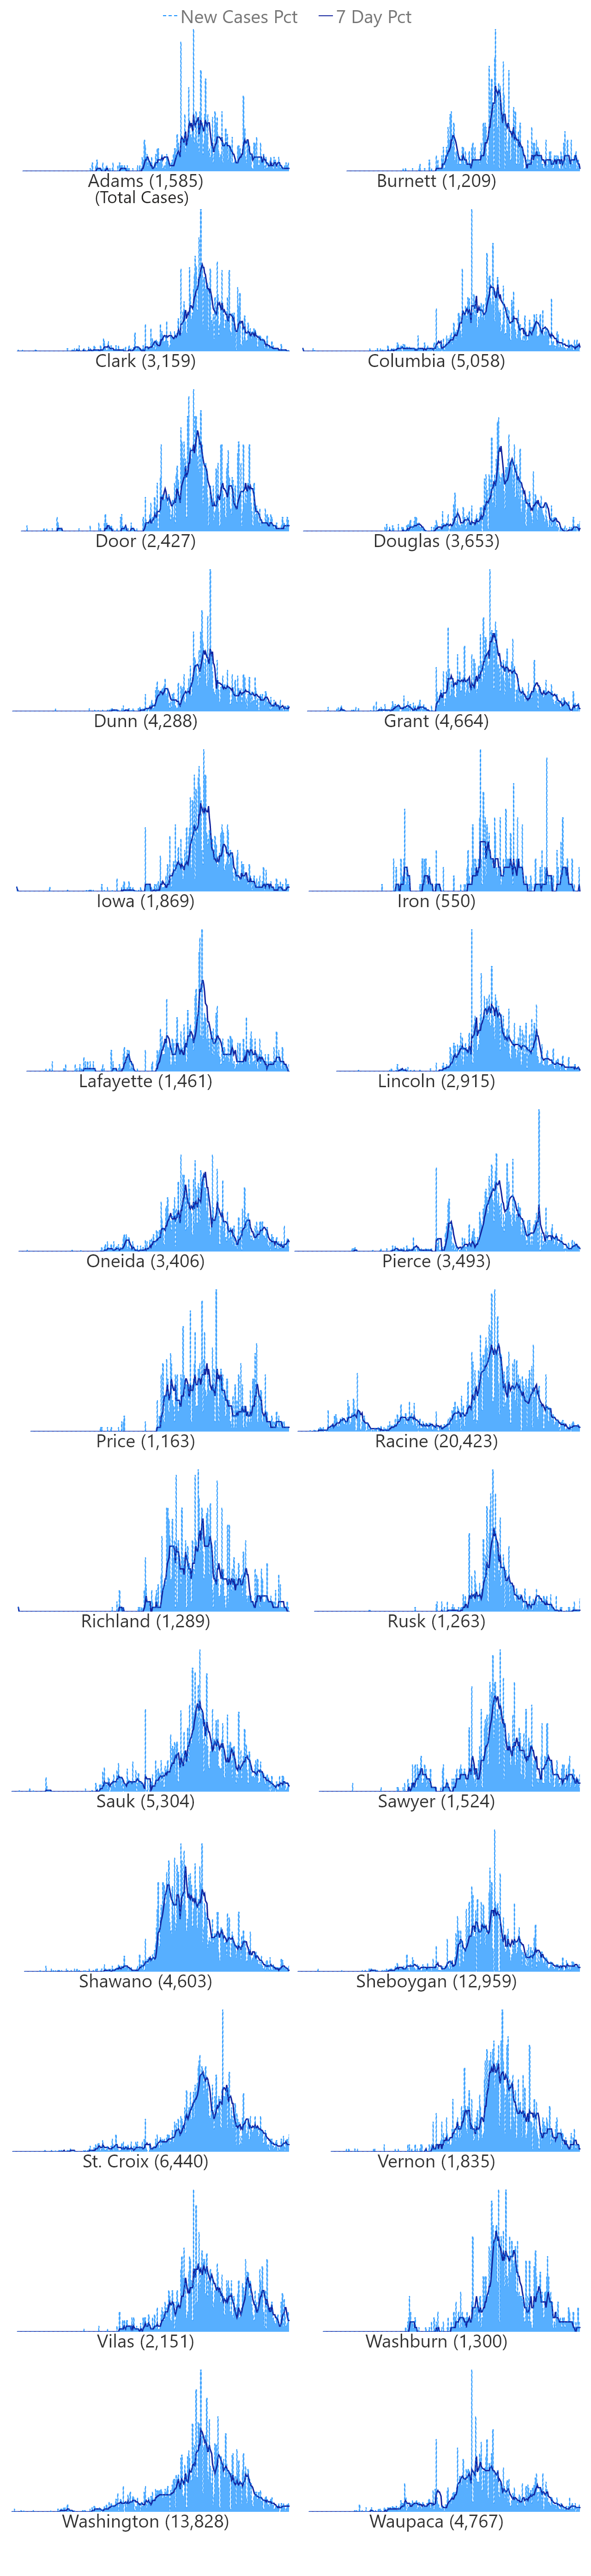 New Cases Pct 7 Day Pct
Adams (1,585) Burnett (1,209)
(Total Cases)
Clark (3,159) Columbia (5,058)
Door (2,427) Douglas (3,653)
Dunn (4,288) Grant (4,664)
Iowa (1,869) Iron (550)
Lafayette (1,461) Lincoln (2,915)
Oneida (3,406) Pierce (3,493)
Price (1,163) Racine (20,423)
Richland (1,289) Rusk (1,263)
Sauk (5,304) Sawyer (1,524)
Shawano (4,603) Sheboygan (12,959)
St. Croix (6,440) Vernon (1,835)
Vilas (2,151) Washburn (1,300)
Washington (13,828) Waupaca (4,767)